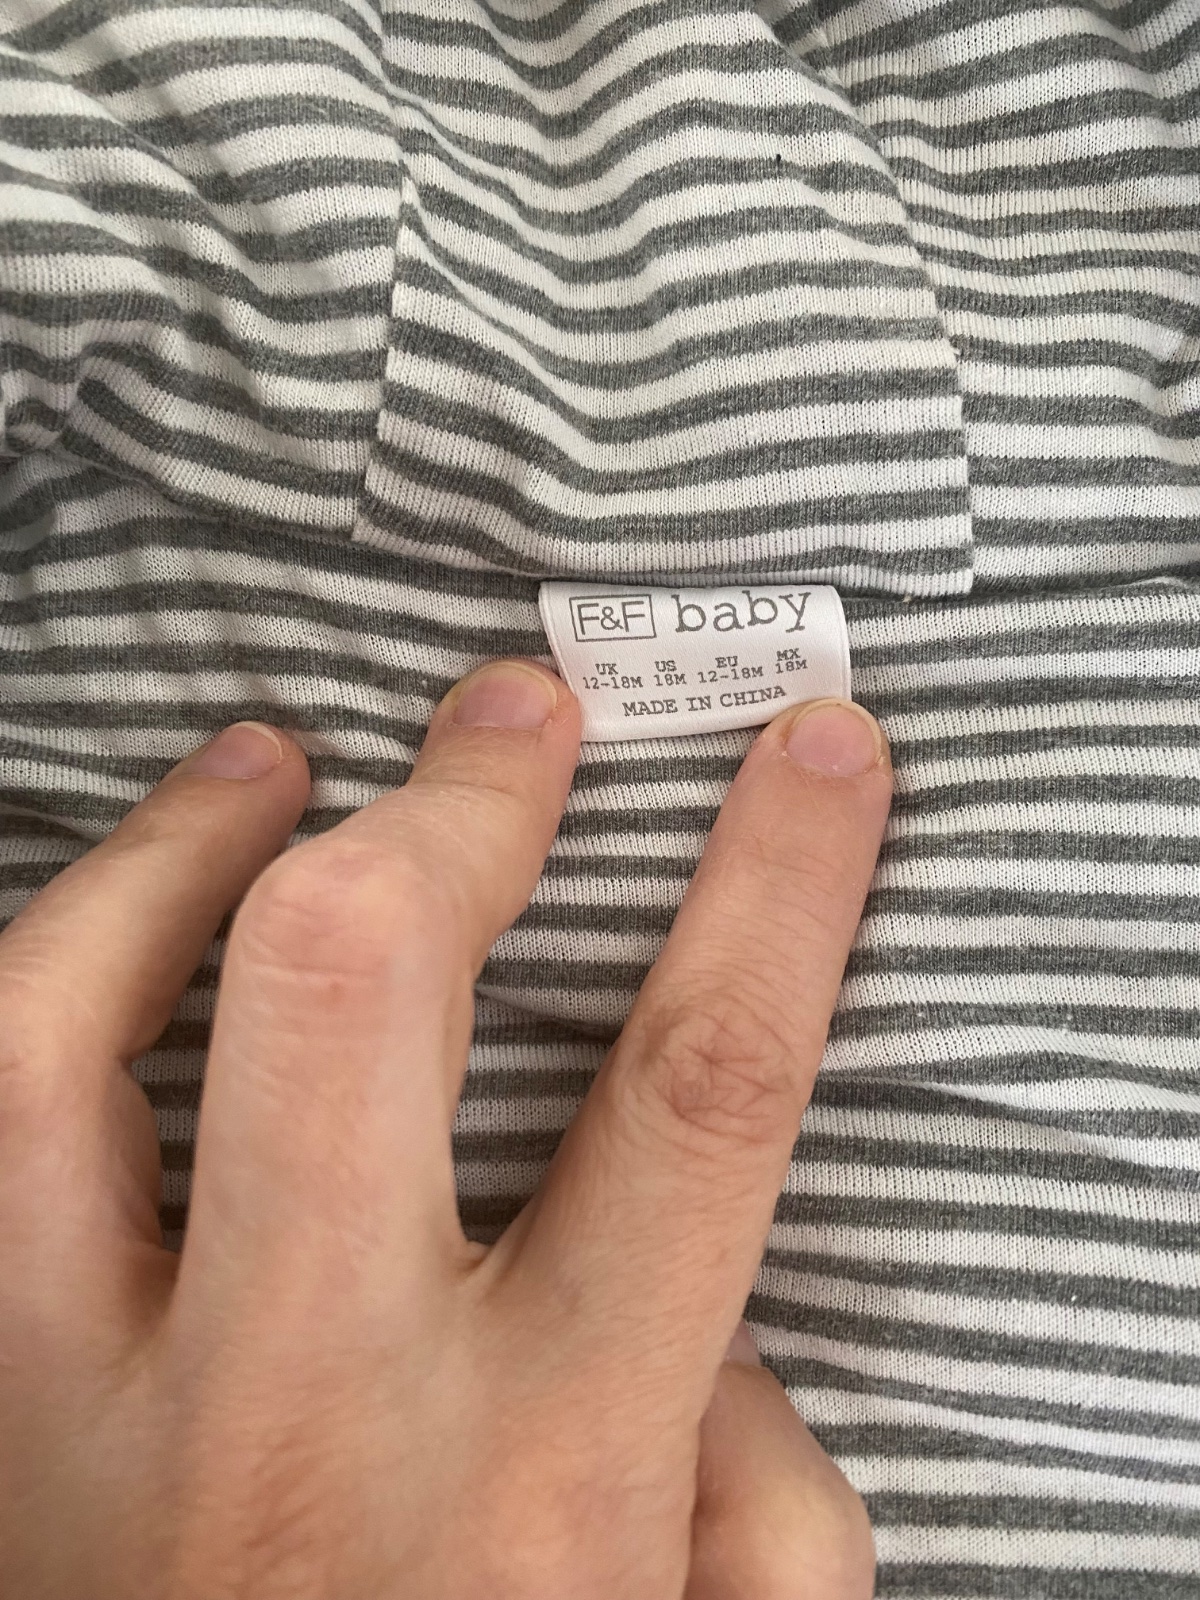 F&F baby
UK US EU MX
12-18M 18M 12-18M 18M
MADE IN CHINA